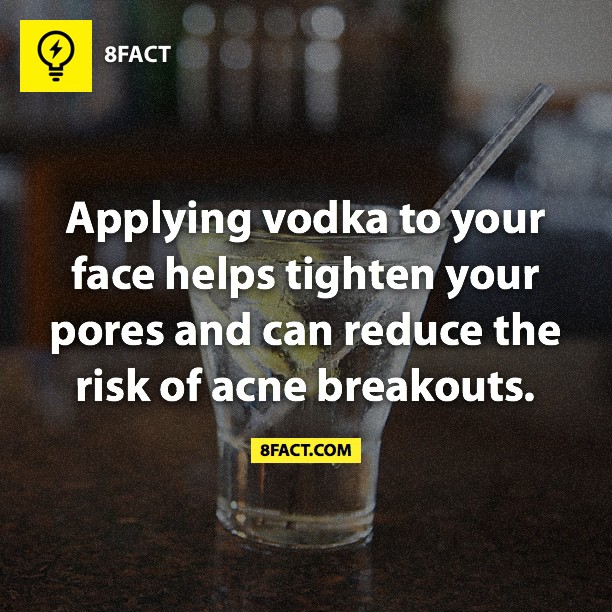 8FACT
Applying vodka to your
face helps tighten your
pores and can reduce the
risk of acne breakouts.
8FACT.COM